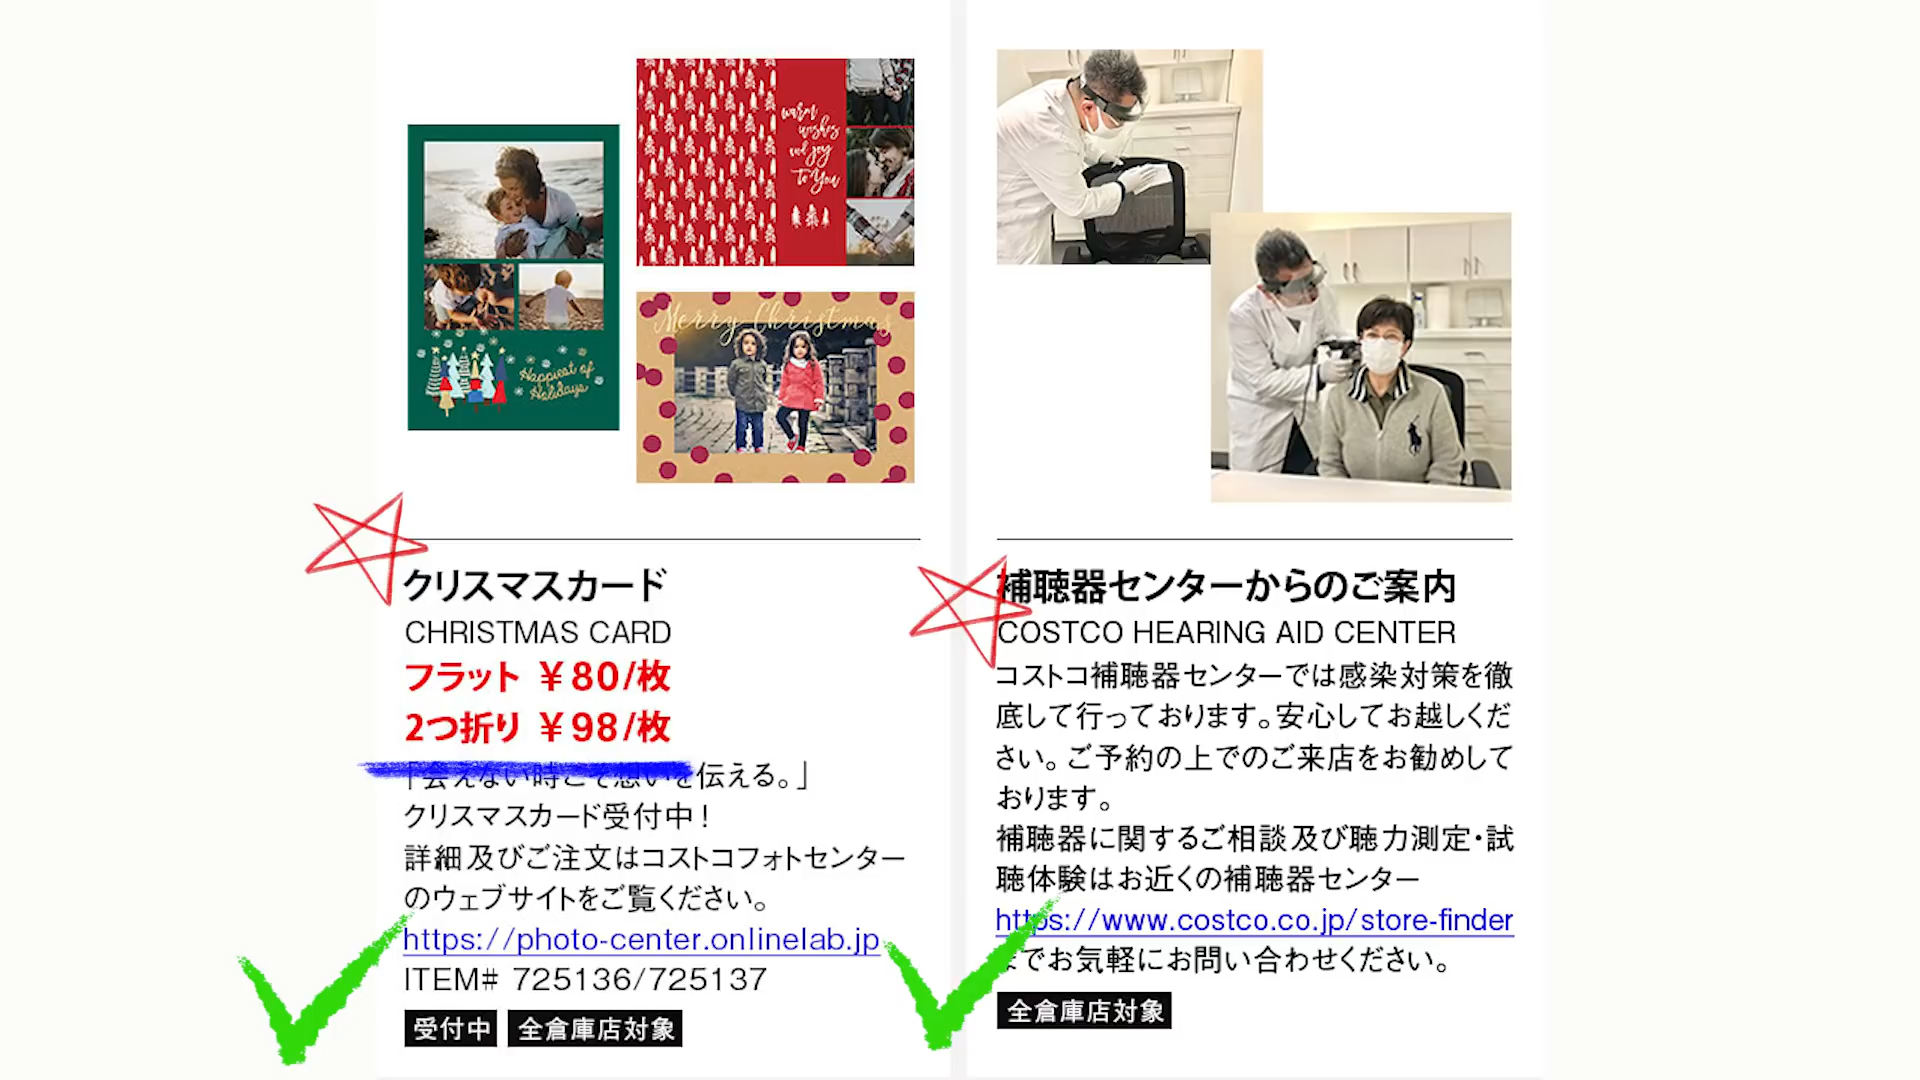 warm
wishes
and joy
to You
Merry Christmas
Happiest of
Holidays
クリスマスカード
CHRISTMAS CARD
フラット ¥80/枚
2つ折り ¥98/枚
「会えない時こそ想いを伝える。」
クリスマスカード受付中!
詳細及びご注文はコストコフォトセンター
のウェブサイトをご覧ください。
https://photo-center.onlinelab.jp
ITEM# 725136/725137
受付中 全倉庫店対象
補聴器センターからのご案内
COSTCO HEARING AID CENTER
コストコ補聴器センターでは感染対策を徹
底して行っております。安心してお越しくだ
さい。ご予約の上でのご来店をお勧めして
おります。
補聴器に関するご相談及び聴力測定・試
聴体験はお近くの補聴器センター
https://www.costco.co.jp/store-finder
までお気軽にお問い合わせください。
全倉庫店対象